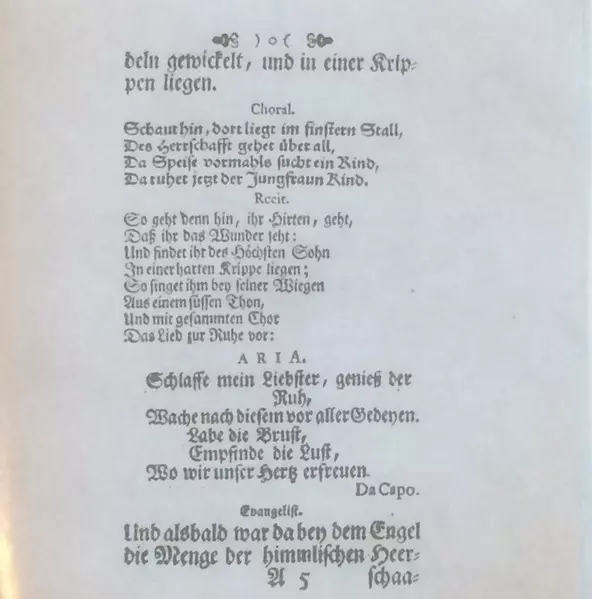 ) o (
deln gewickelt, und in einer Krip-
pen liegen.
Choral.
Schaut hin, dort liegt im finstern Stall,
Des Herrschafft gehet über all,
Da Speise vormahls sucht ein Rind,
Da ruhet jetzt der Jungfraun Kind.
Recit.
So geht denn hin, ihr Hirten, geht,
Daß ihr das Wunder seht:
Und findet ihr des Höchsten Sohn
In einer harten Krippe liegen;
So singet ihm bey seiner Wiegen
Aus einem süssen Thon,
Und mit gesammten Chor
Das Lied zur Ruhe vor:
ARIA.
Schlaffe mein Liebster, genieß der
Ruh,
Wache nach diesem vor aller Gedeyen.
Labe die Brust,
Empfinde die Lust,
Wo wir unser Hertz erfreuen.
Da Capo.
Evangelist.
Und alsbald war da bey dem Engel
die Menge der himmlischen Heer-
A 5 schaa-